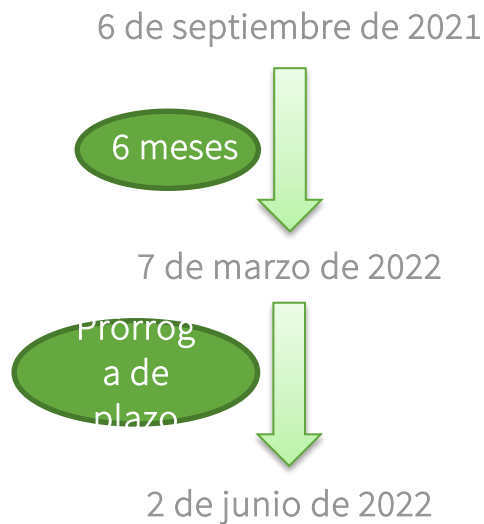 6 de septiembre de 2021
6 meses
7 de marzo de 2022
Prórrog
a de
plazo
2 de junio de 2022